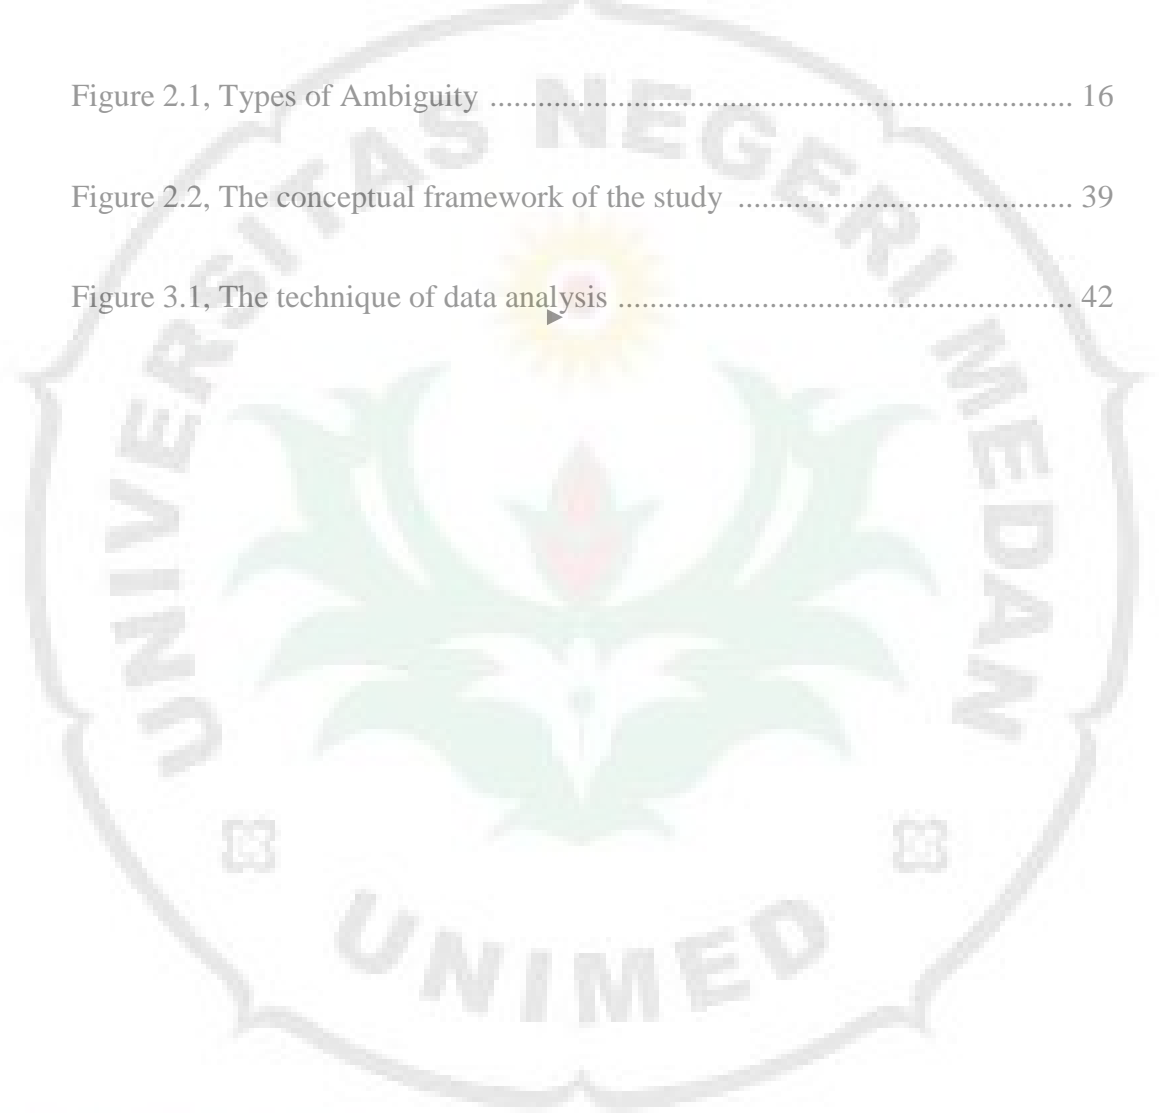 Figure 2.1, Types of Ambiguity ........................................................................ 16
Figure 2.2, The conceptual framework of the study ......................................... 39
Figure 3.1, The technique of data analysis ........................................................ 42
UNIVERSITAS NEGERI MEDAN
UNIMED